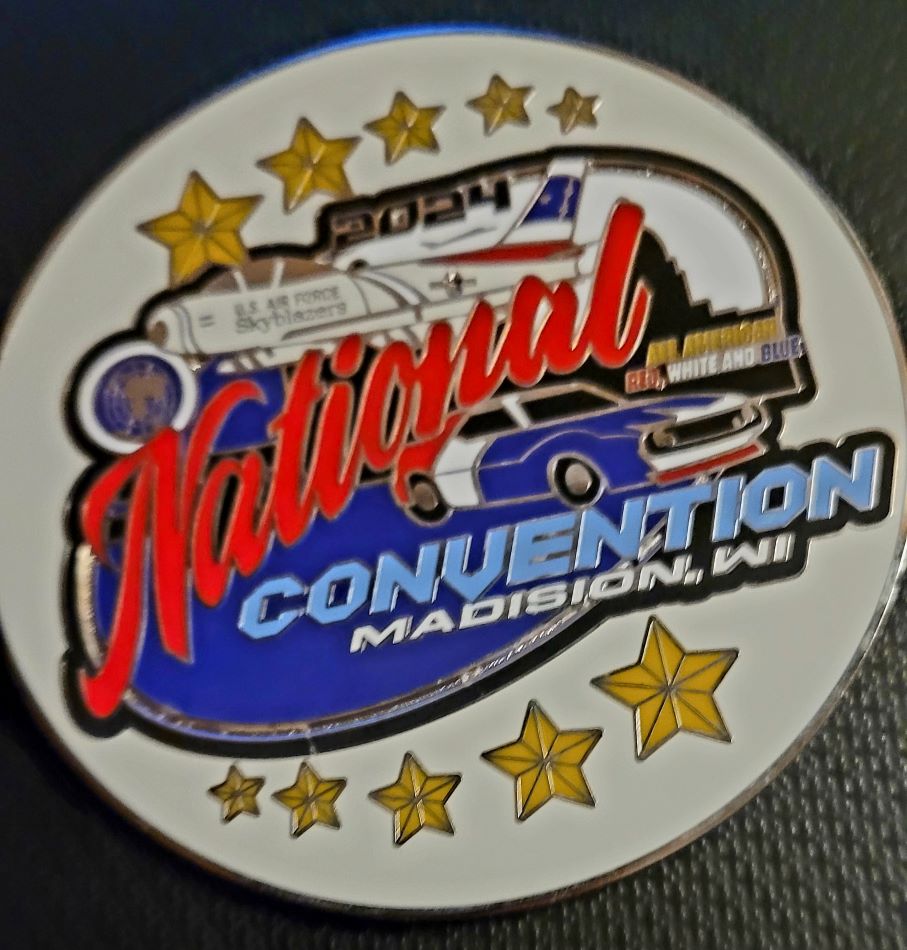 2024
U.S. AIR FORCE
Skyblazers
National
ALL AMERICAN
RED, WHITE AND BLUE
CONVENTION
MADISION, WI